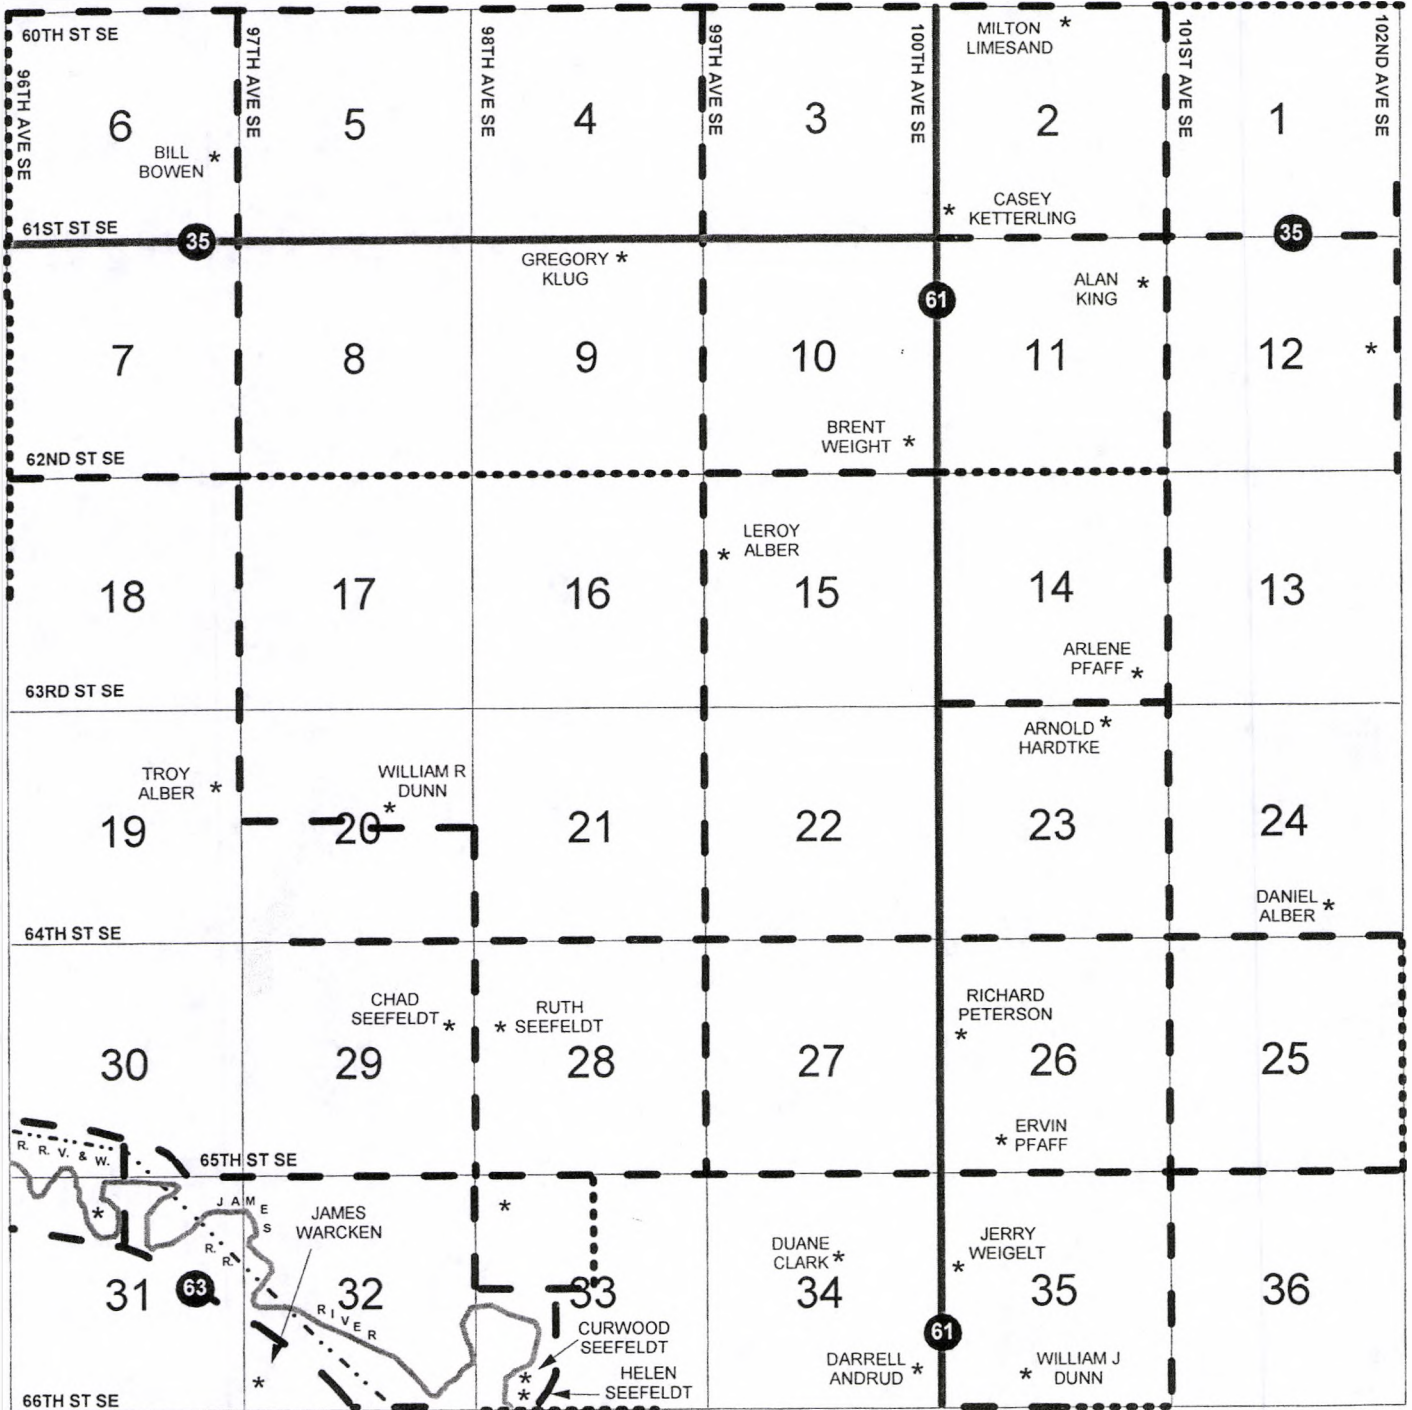 60TH ST SE
96TH AVE SE
97TH AVE SE
98TH AVE SE
99TH AVE SE
100TH AVE SE
101ST AVE SE
102ND AVE SE
MILTON
LIMESAND
6
5
4
3
2
1
BILL
BOWEN
CASEY
KETTERLING
61ST ST SE
35
35
GREGORY
KLUG
ALAN
KING
61
7
8
9
10
11
12
BRENT
WEIGHT
62ND ST SE
LEROY
ALBER
18
17
16
15
14
13
ARLENE
PFAFF
63RD ST SE
ARNOLD
HARDTKE
TROY
ALBER
WILLIAM R
DUNN
19
20
21
22
23
24
DANIEL
ALBER
64TH ST SE
CHAD
SEEFELDT
RUTH
SEEFELDT
RICHARD
PETERSON
30
29
28
27
26
25
ERVIN
PFAFF
R. R. V. & W.
65TH ST SE
JAMES
R.
R.
JAMES
WARCKEN
DUANE
CLARK
JERRY
WEIGELT
31
63
32
33
34
35
36
RIVER
CURWOOD
SEEFELDT
61
HELEN
SEEFELDT
DARRELL
ANDRUD
WILLIAM J
DUNN
66TH ST SE